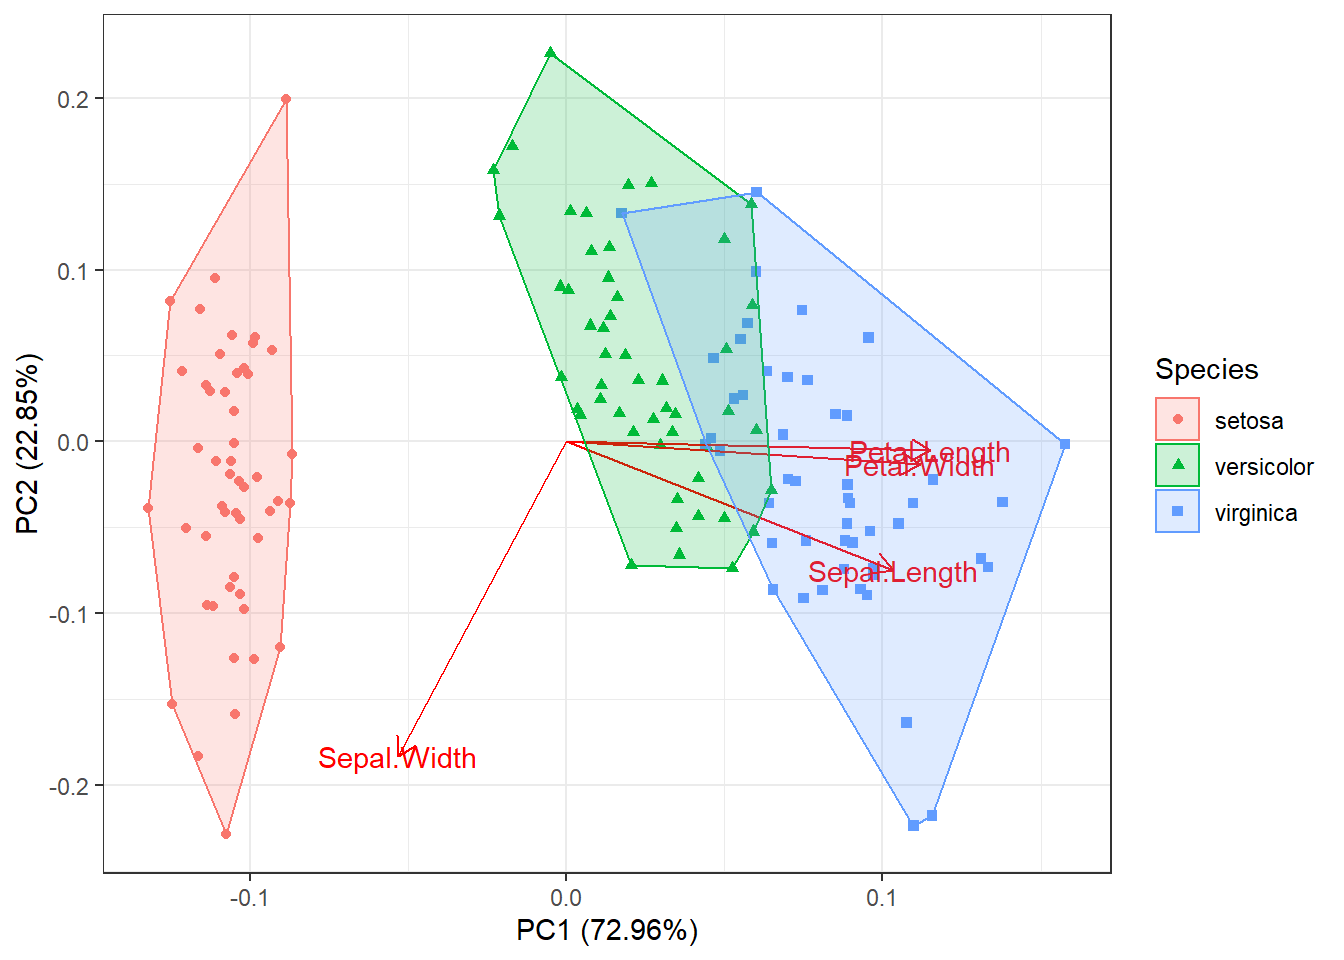 0.2
0.1
0.0
-0.1
-0.2
PC2 (22.85%)
Petal.Length
Petal.Width
Sepal.Length
Sepal.Width
-0.1
0.0
0.1
PC1 (72.96%)
Species
setosa
versicolor
virginica